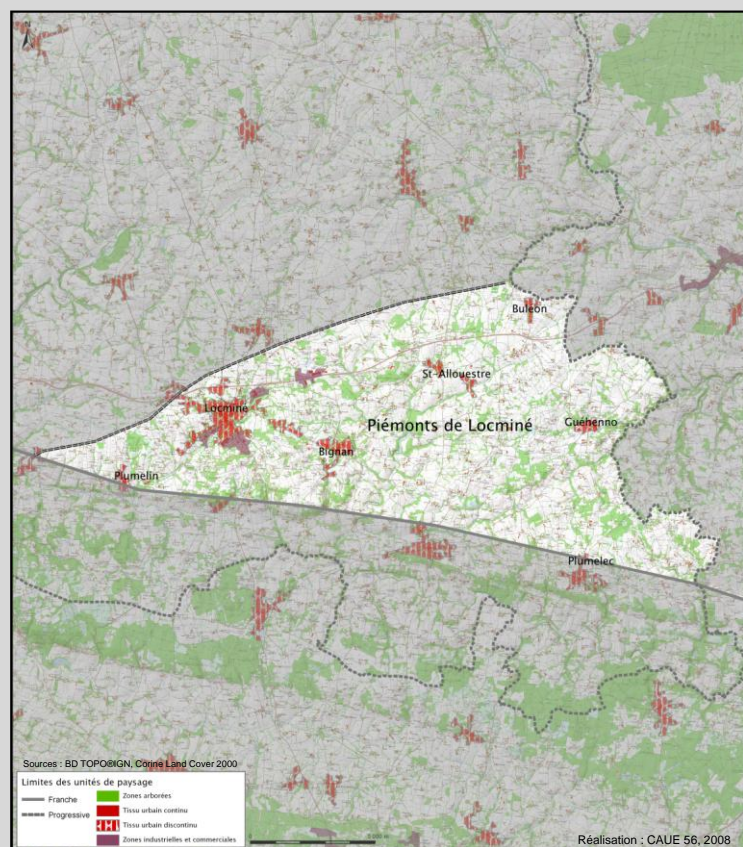 Buléon
St-Allouestre
Locminé
Piémonts de Locminé
Guéhenno
Bignan
Plumelin
Plumelec
Sources : BD TOPO®IGN, Corine Land Cover 2000
Limites des unités de paysage
Franche
Progressive
Zones arborées
Tissu urbain continu
Tissu urbain discontinu
Zones industrielles et commerciales
Réalisation : CAUE 56, 2008